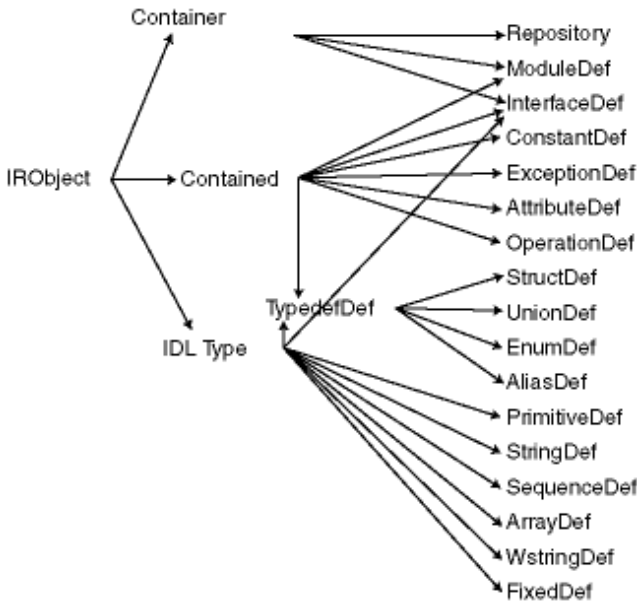 Container
Repository
ModuleDef
InterfaceDef
ConstantDef
IRObject
Contained
ExceptionDef
AttributeDef
OperationDef
StructDef
TypedefDef
UnionDef
IDL Type
EnumDef
AliasDef
PrimitiveDef
StringDef
SequenceDef
ArrayDef
WstringDef
FixedDef